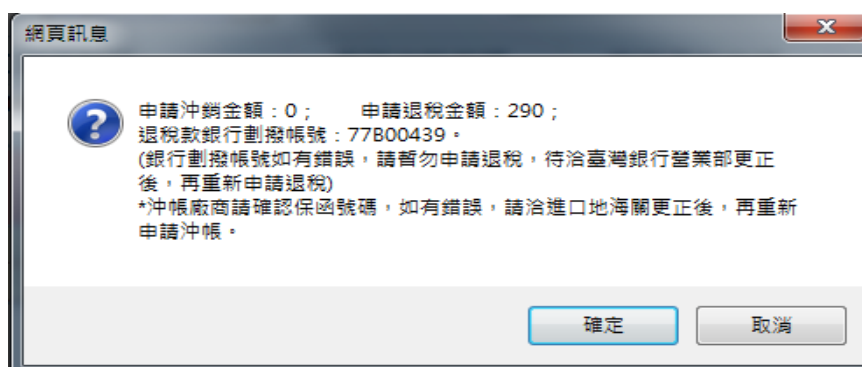 網頁訊息
x
申請沖銷金額：0； 申請退稅金額：290；
退稅款銀行劃撥帳號：77B00439。
(銀行劃撥帳號如有錯誤，請暫勿申請退稅，待洽臺灣銀行營業部更正
後，再重新申請退稅)
*沖帳廠商請確認保函號碼，如有錯誤，請洽進口地海關更正後，再重新
申請沖帳。
確定 取消